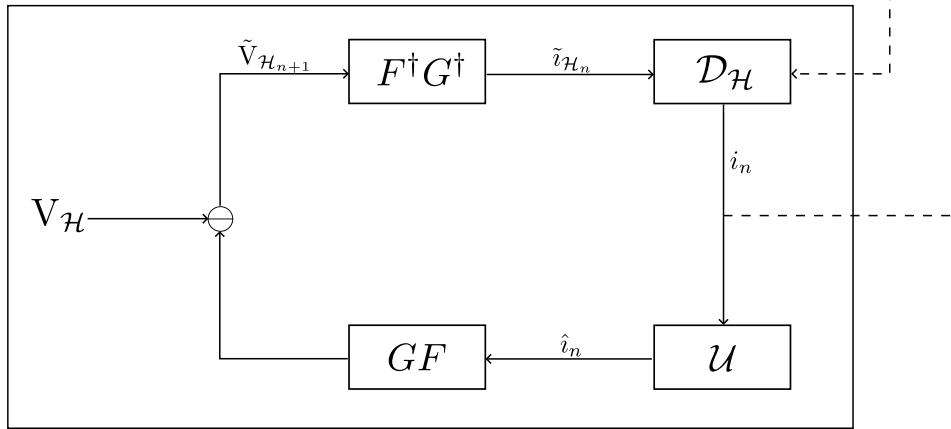 Ṽ_{ℋ_{n+1}}
F†G†
ĩ_{ℋ_n}
𝒟_ℋ
i_n
V_ℋ
GF
î_n
𝒰